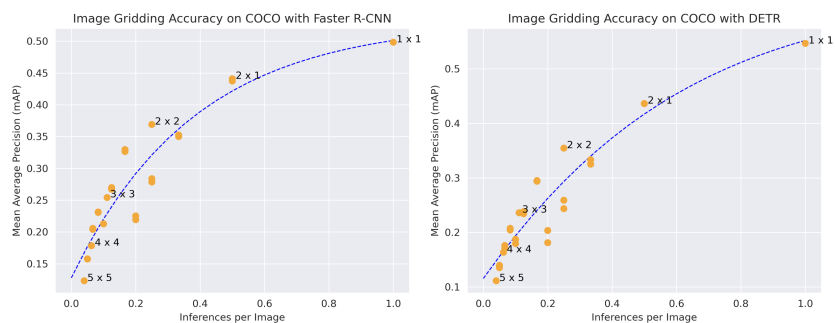 Image Gridding Accuracy on COCO with Faster R-CNN
Mean Average Precision (mAP)
0.50
0.45
0.40
0.35
0.30
0.25
0.20
0.15
1 x 1
2 x 1
2 x 2
3 x 3
4 x 4
5 x 5
0.0 0.2 0.4 0.6 0.8 1.0
Inferences per Image
Image Gridding Accuracy on COCO with DETR
Mean Average Precision (mAP)
0.5
0.4
0.3
0.2
0.1
1 x 1
2 x 1
2 x 2
3 x 3
4 x 4
5 x 5
0.0 0.2 0.4 0.6 0.8 1.0
Inferences per Image